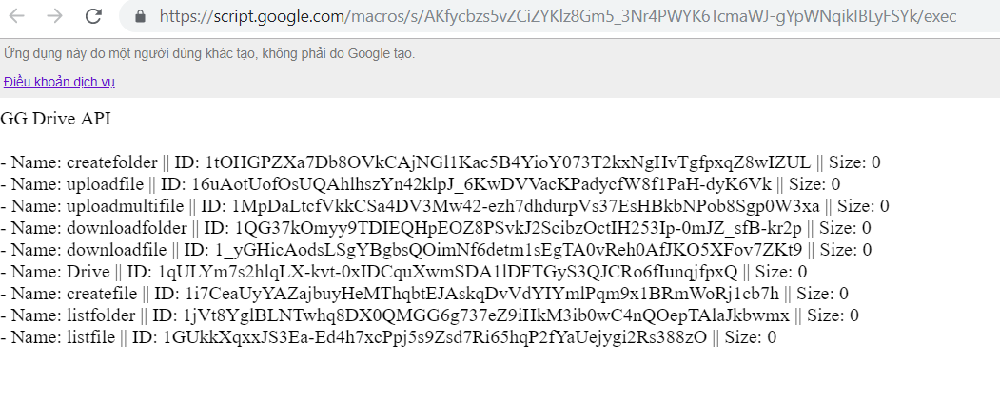 https://script.google.com/macros/s/AKfycbzs5vZCiZYKlz8Gm5_3Nr4PWYK6TcmaWJ-gYpWNqikIBLyFSYk/exec
Ứng dụng này do một người dùng khác tạo, không phải do Google tạo.
Điều khoản dịch vụ
GG Drive API
- Name: createfolder || ID: 1tOHGPZXa7Db8OVkCAjNGl1Kac5B4YioY073T2kxNgHvTgfpxqZ8wIZUL || Size: 0
- Name: uploadfile || ID: 16uAotUofOsUQAhlhszYn42klpJ_6KwDVVacKPadycfW8f1PaH-dyK6Vk || Size: 0
- Name: uploadmultifile || ID: 1MpDaLtcfVkkCSa4DV3Mw42-ezh7dhdurpVs37EsHBkbNPob8Sgp0W3xa || Size: 0
- Name: downloadfolder || ID: 1QG37kOmyy9TDIEQHpEOZ8PSvkJ2ScibzOctIH253Ip-0mJZ_sfB-kr2p || Size: 0
- Name: downloadfile || ID: 1_yGHicAodsLSgYBgbsQOimNf6detm1sEgTA0vReh0AfJKO5XFov7ZKt9 || Size: 0
- Name: Drive || ID: 1qULYm7s2hlqLX-kvt-0xIDCquXwmSDA1lDFTGyS3QJCRo6fIunqjfpxQ || Size: 0
- Name: createfile || ID: 1i7CeaUyYAZajbuyHeMThqbtEJAskqDvVdYIYmlPqm9x1BRmWoRj1cb7h || Size: 0
- Name: listfolder || ID: 1jVt8YglBLNTwhq8DX0QMGG6g737eZ9iHkM3ib0wC4nQOepTAlaJkbwmx || Size: 0
- Name: listfile || ID: 1GUkkXqxxJS3Ea-Ed4h7xcPpj5s9Zsd7Ri65hqP2fYaUejygi2Rs388zO || Size: 0